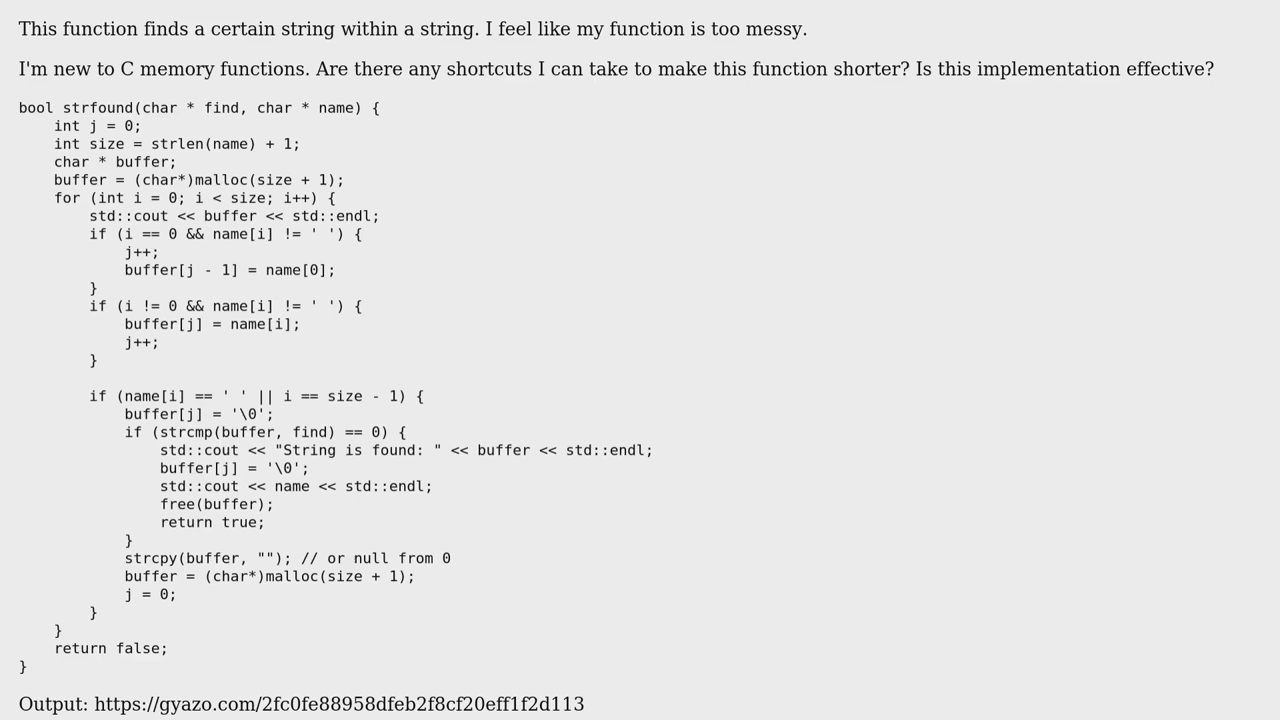 This function finds a certain string within a string. I feel like my function is too messy.
I'm new to C memory functions. Are there any shortcuts I can take to make this function shorter? Is this implementation effective?
bool strfound(char * find, char * name) {
    int j = 0;
    int size = strlen(name) + 1;
    char * buffer;
    buffer = (char*)malloc(size + 1);
    for (int i = 0; i < size; i++) {
        std::cout << buffer << std::endl;
        if (i == 0 && name[i] != ' ') {
            j++;
            buffer[j - 1] = name[0];
        }
        if (i != 0 && name[i] != ' ') {
            buffer[j] = name[i];
            j++;
        }

        if (name[i] == ' ' || i == size - 1) {
            buffer[j] = '\0';
            if (strcmp(buffer, find) == 0) {
                std::cout << "String is found: " << buffer << std::endl;
                buffer[j] = '\0';
                std::cout << name << std::endl;
                free(buffer);
                return true;
            }
            strcpy(buffer, ""); // or null from 0
            buffer = (char*)malloc(size + 1);
            j = 0;
        }
    }
    return false;
}
Output: https://gyazo.com/2fc0fe88958dfeb2f8cf20eff1f2d113